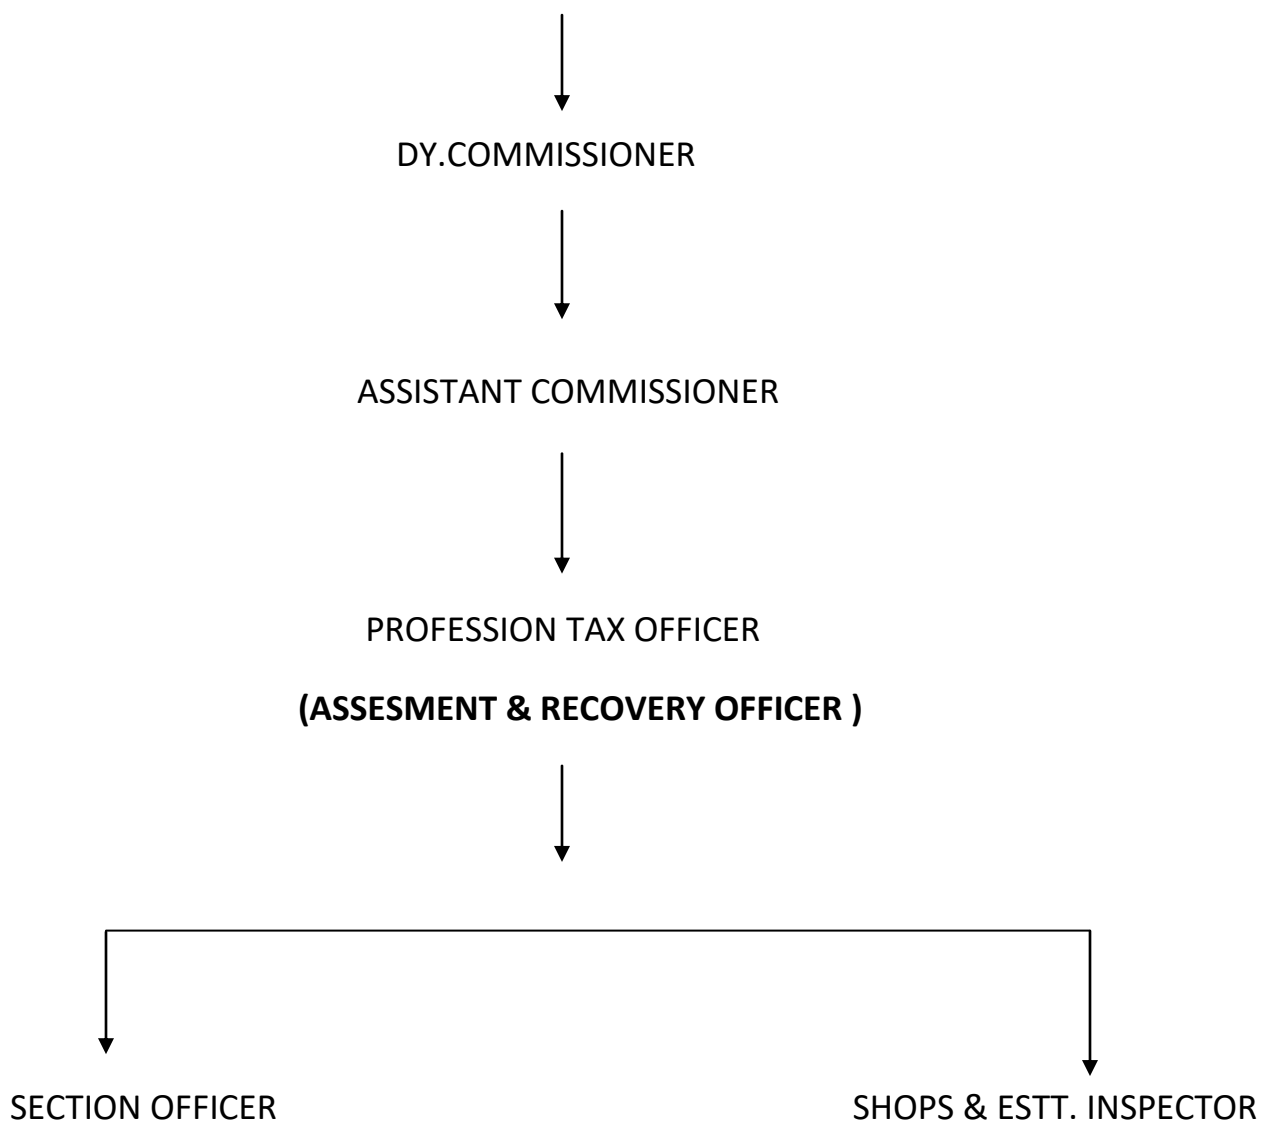 DY.COMMISSIONER
ASSISTANT COMMISSIONER
PROFESSION TAX OFFICER
(ASSESMENT & RECOVERY OFFICER )
SECTION OFFICER
SHOPS & ESTT. INSPECTOR